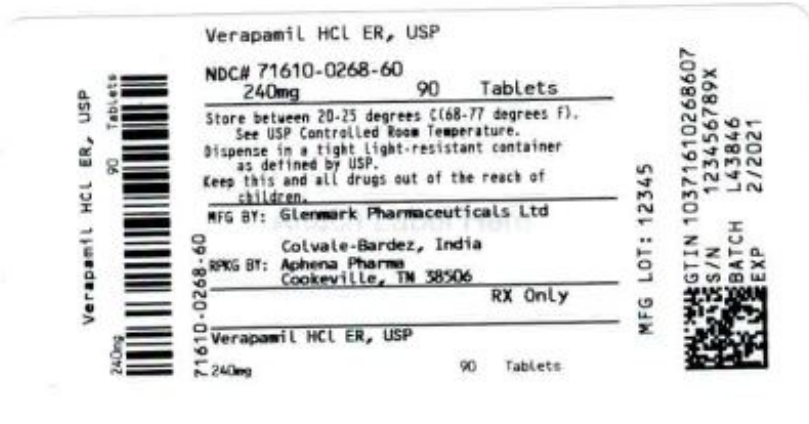 Verapamil HCl ER, USP
NDC# 71610-0268-60
240mg 90 Tablets
Store between 20-25 degrees C(68-77 degrees F).
See USP Controlled Room Temperature.
Dispense in a tight light-resistant container
as defined by USP.
Keep this and all drugs out of the reach of
children.
MFG BY: Glenmark Pharmaceuticals Ltd
Colvale-Bardez, India
RPKG BY: Aphena Pharma
Cookeville, TN 38506
RX Only
Verapamil HCl ER, USP
240mg 90 Tablets
Verapamil HCl ER, USP
240mg 90 Tablets
71610-0268-60
MFG LOT: 12345
GTIN 10371610268607
S/N 123456789X
BATCH L43846
EXP 2/2021